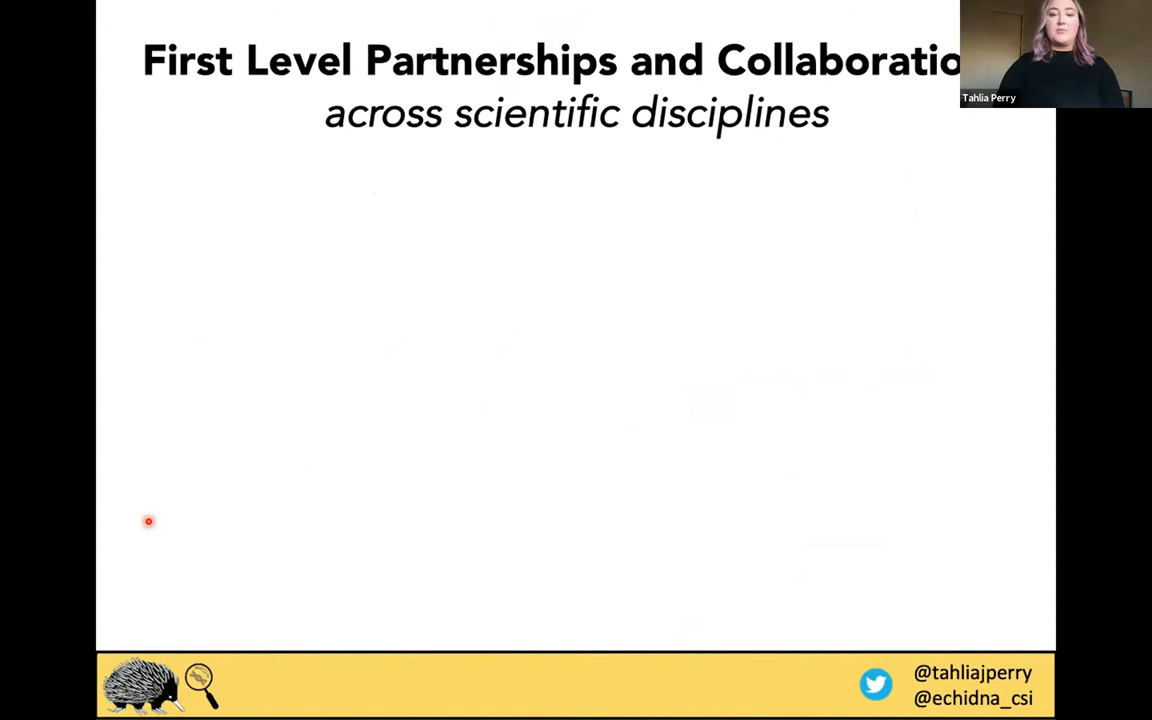 First Level Partnerships and Collaboratio
across scientific disciplines
Tahlia Perry
@tahliajperry
@echidna_csi